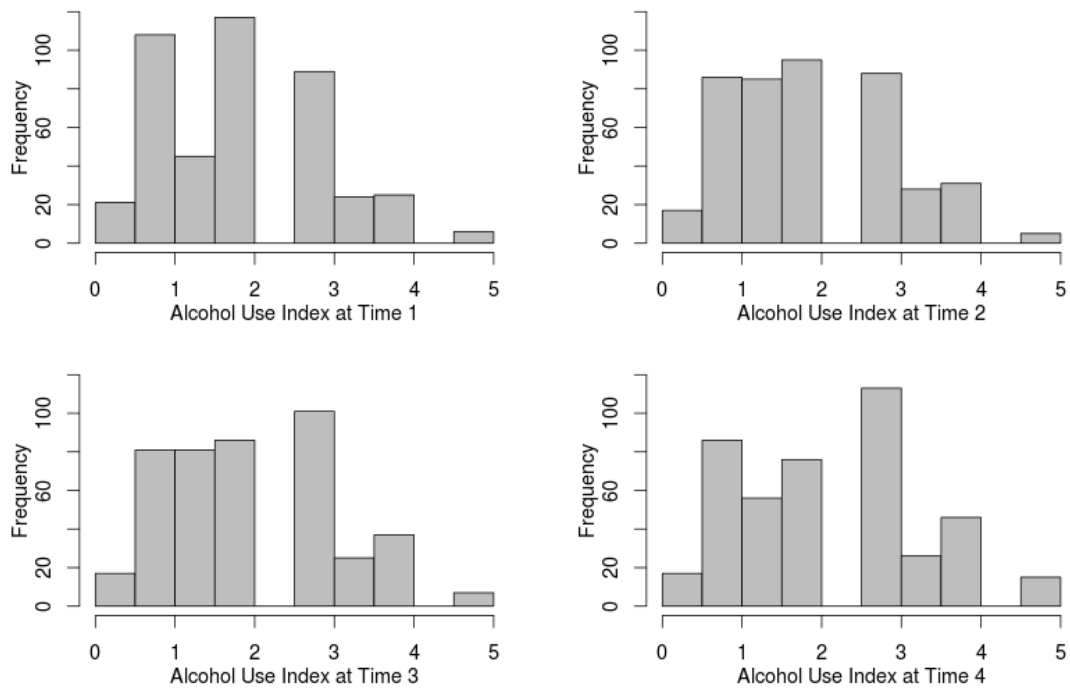 Frequency
0 20 60 100
0 1 2 3 4 5
Alcohol Use Index at Time 1
Frequency
0 20 60 100
0 1 2 3 4 5
Alcohol Use Index at Time 2
Frequency
0 20 60 100
0 1 2 3 4 5
Alcohol Use Index at Time 3
Frequency
0 20 60 100
0 1 2 3 4 5
Alcohol Use Index at Time 4